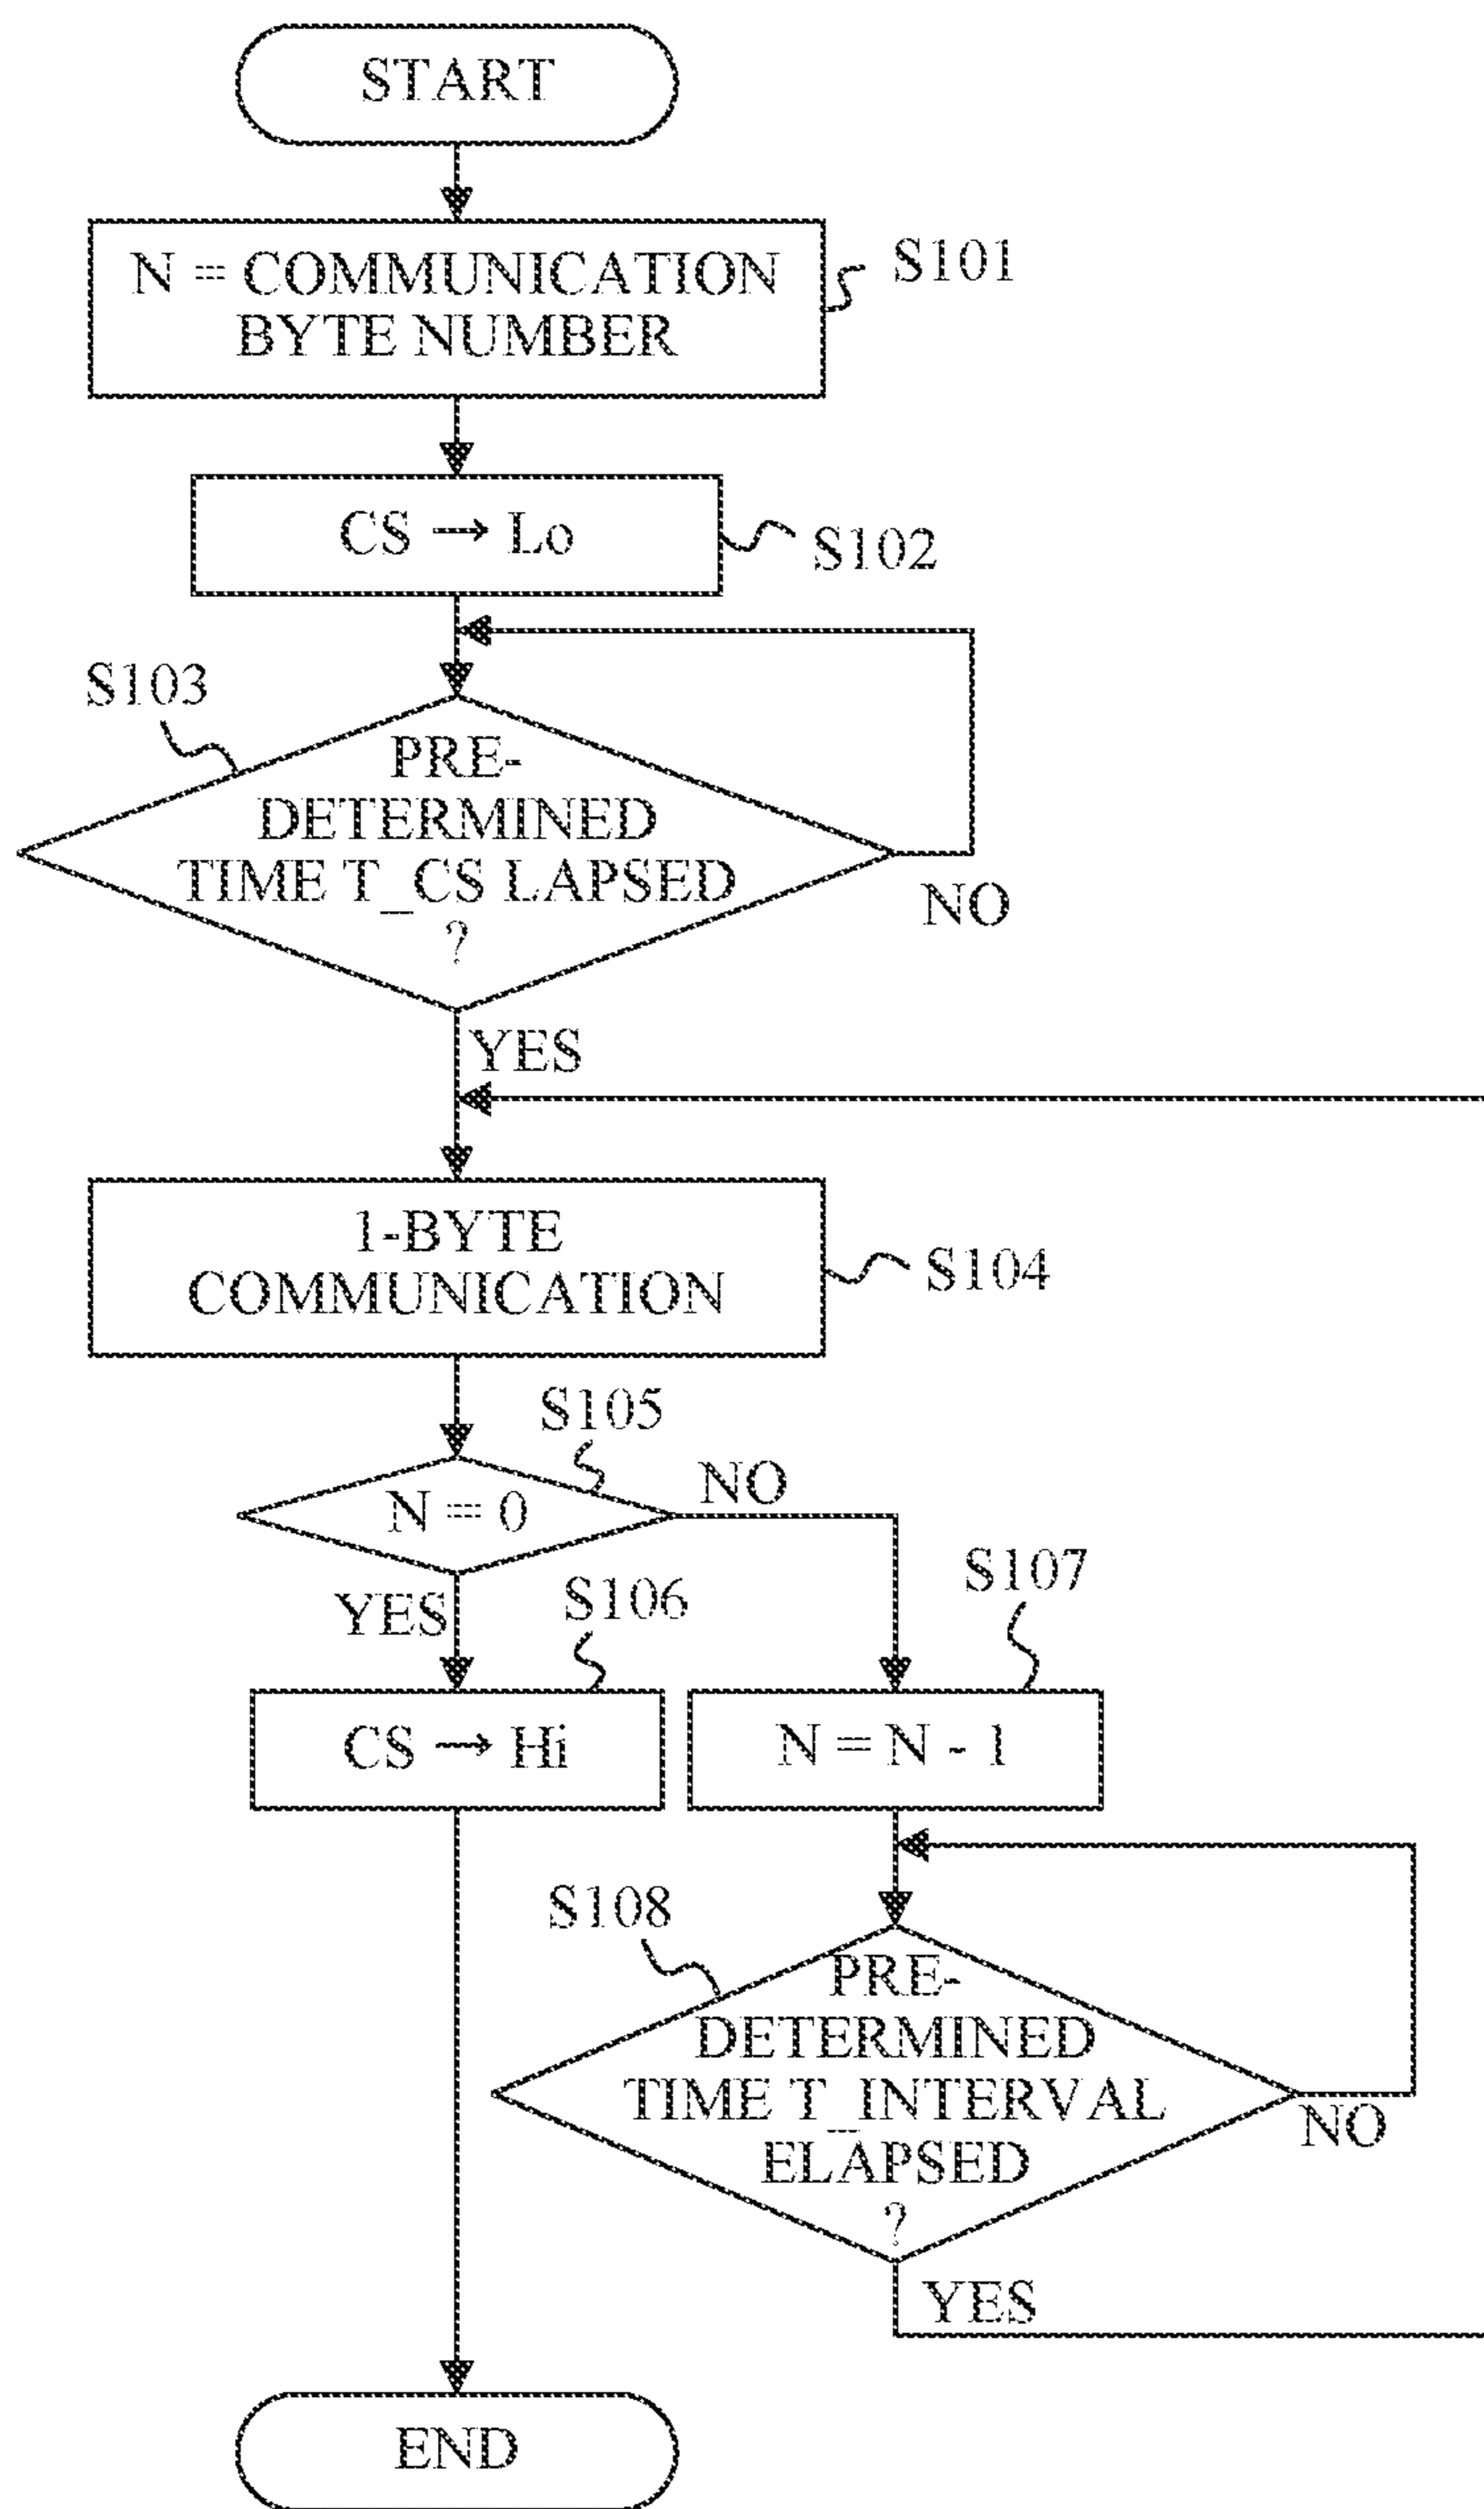 START
N = COMMUNICATION
BYTE NUMBER
S101
CS → Lo
S102
S103
PRE-
DETERMINED
TIME T_CS LAPSED
?
NO
YES
1-BYTE
COMMUNICATION
S104
S105
N = 0
NO
YES
S106
S107
CS → Hi
N = N - 1
S108
PRE-
DETERMINED
TIME T_INTERVAL
ELAPSED
?
NO
YES
END